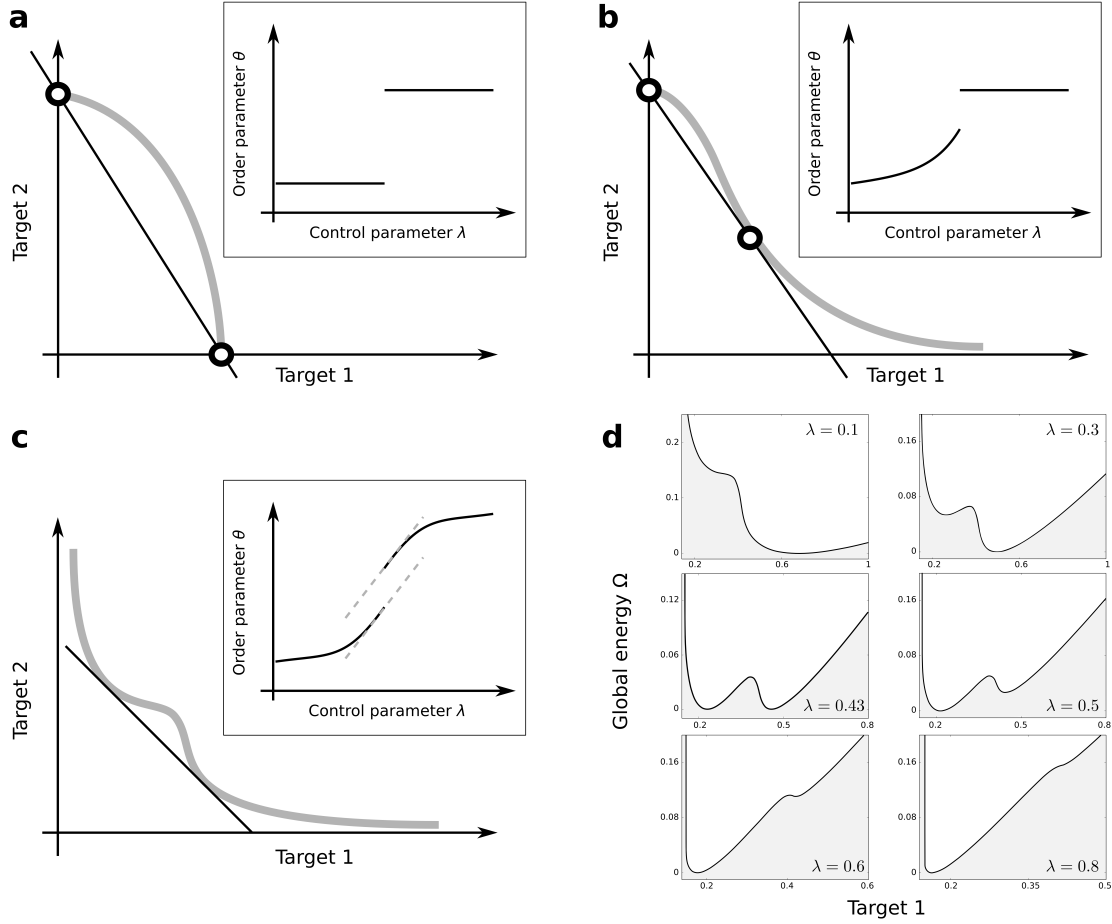 a
Target 2
Target 1
Order parameter θ
Control parameter λ
b
Target 2
Target 1
Order parameter θ
Control parameter λ
c
Target 2
Target 1
Order parameter θ
Control parameter λ
d
Global energy Ω
λ = 0.1
0.2
0.1
0
0.2 0.6 1
λ = 0.3
0.16
0.08
0
0.2 0.6 1
λ = 0.43
0.12
0.06
0
0.2 0.5 0.8
λ = 0.5
0.16
0.08
0
0.2 0.5 0.8
λ = 0.6
0.16
0.08
0
0.2 0.4 0.6
λ = 0.8
0.16
0.08
0
0.2 0.35 0.5
Target 1